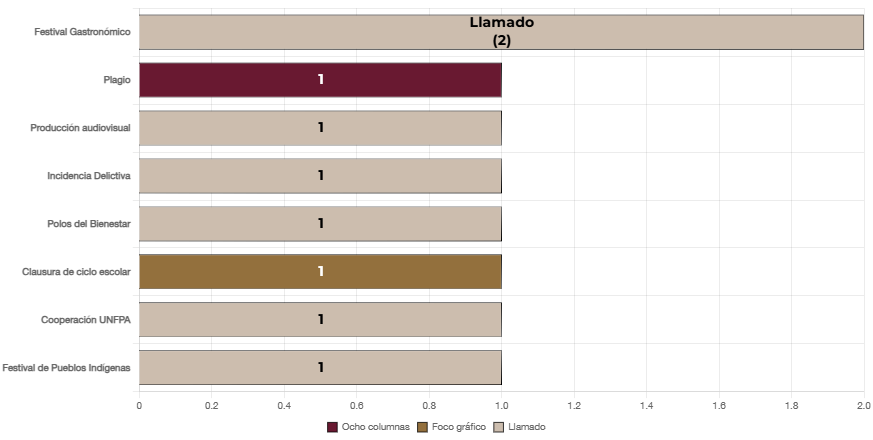 Festival Gastronómico
Llamado
(2)
Plagio
1
Producción audiovisual
1
Incidencia Delictiva
1
Polos del Bienestar
1
Clausura de ciclo escolar
1
Cooperación UNFPA
1
Festival de Pueblos Indígenas
1
0 0.2 0.4 0.6 0.8 1.0 1.2 1.4 1.6 1.8 2.0
Ocho columnas Foco gráfico Llamado